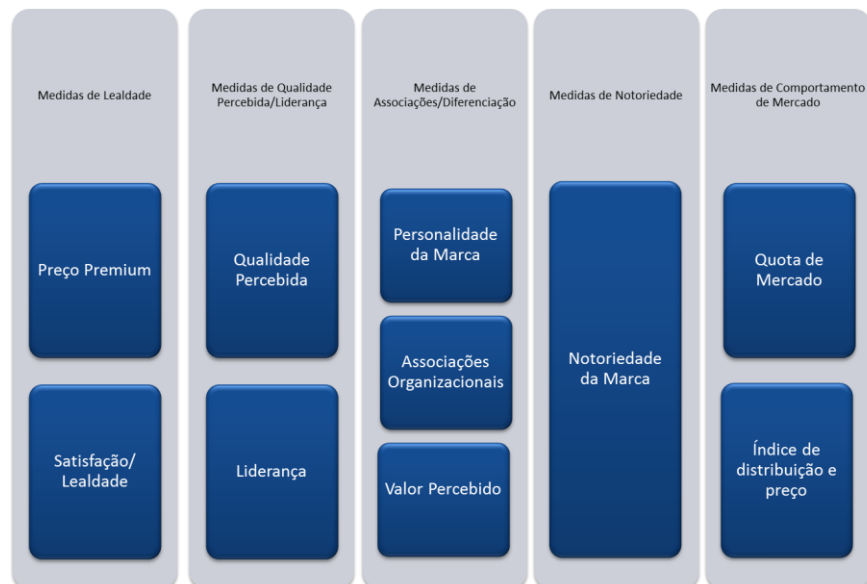 Medidas de Lealdade
Preço Premium
Satisfação/
Lealdade
Medidas de Qualidade
Percebida/Liderança
Qualidade
Percebida
Liderança
Medidas de
Associações/Diferenciação
Personalidade
da Marca
Associações
Organizacionais
Valor Percebido
Medidas de Notoriedade
Notoriedade
da Marca
Medidas de Comportamento
de Mercado
Quota de
Mercado
Índice de
distribuição e
preço